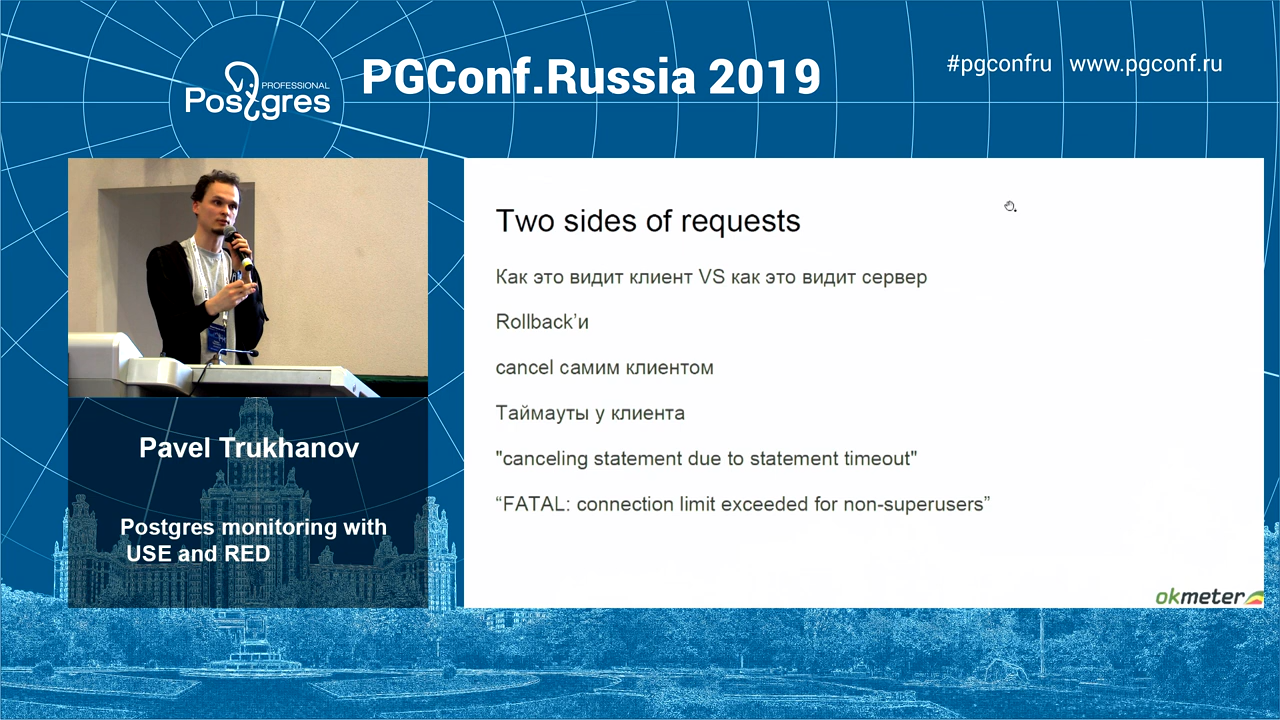 PROFESSIONAL
Postgres
PGConf.Russia 2019
#pgconfru www.pgconf.ru
Two sides of requests
Как это видит клиент VS как это видит сервер
Rollback’и
cancel самим клиентом
Таймауты у клиента
"canceling statement due to statement timeout"
“FATAL: connection limit exceeded for non-superusers”
okmeter
Pavel Trukhanov
Postgres monitoring with
USE and RED